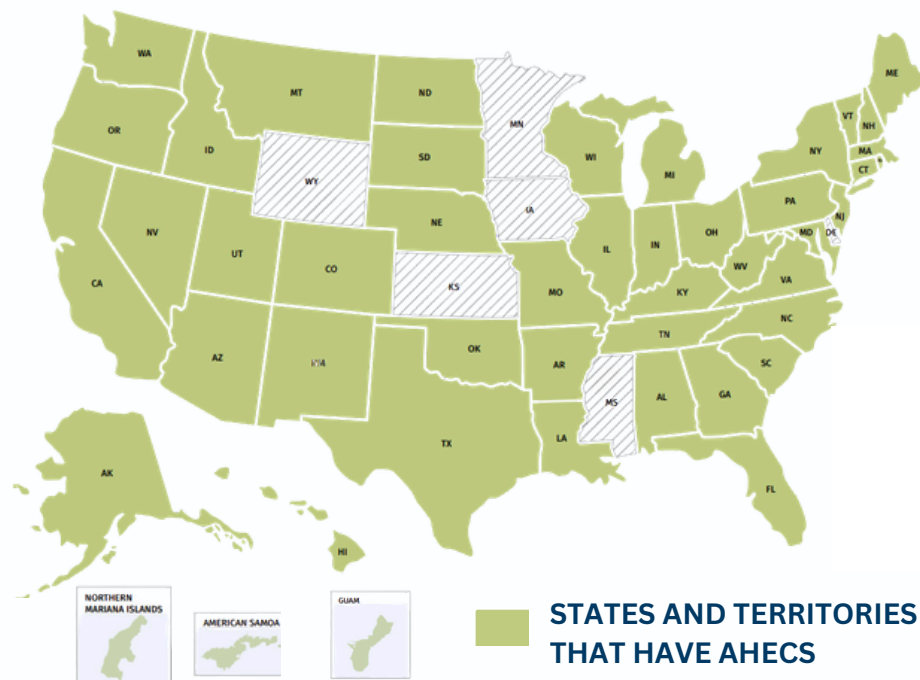 WA
MT
ND
MN
ME
OR
ID
SD
WI
VT
NH
NY
MA
CT
WY
MI
IA
PA
NE
NJ
NV
UT
CO
IL
IN
OH
MD
DE
WV
VA
CA
KS
MO
KY
NC
TN
AZ
OK
AR
SC
MS
AL
GA
LA
TX
AK
FL
HI
NORTHERN
MARIANA ISLANDS
AMERICAN SAMOA
GUAM
STATES AND TERRITORIES
THAT HAVE AHECS